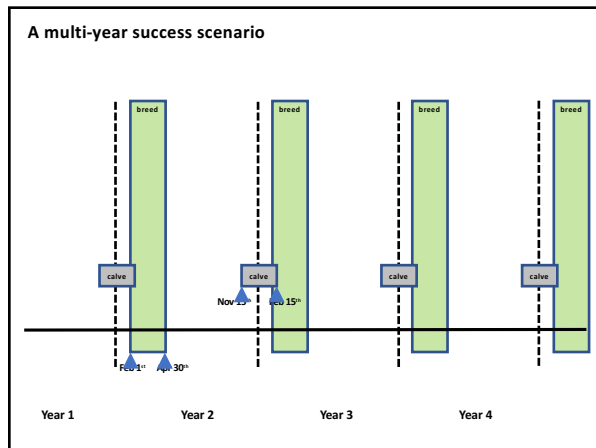 A multi-year success scenario
breed breed breed breed
calve calve calve calve
Nov 15th Feb 15th
Feb 1st Apr 30th
Year 1 Year 2 Year 3 Year 4